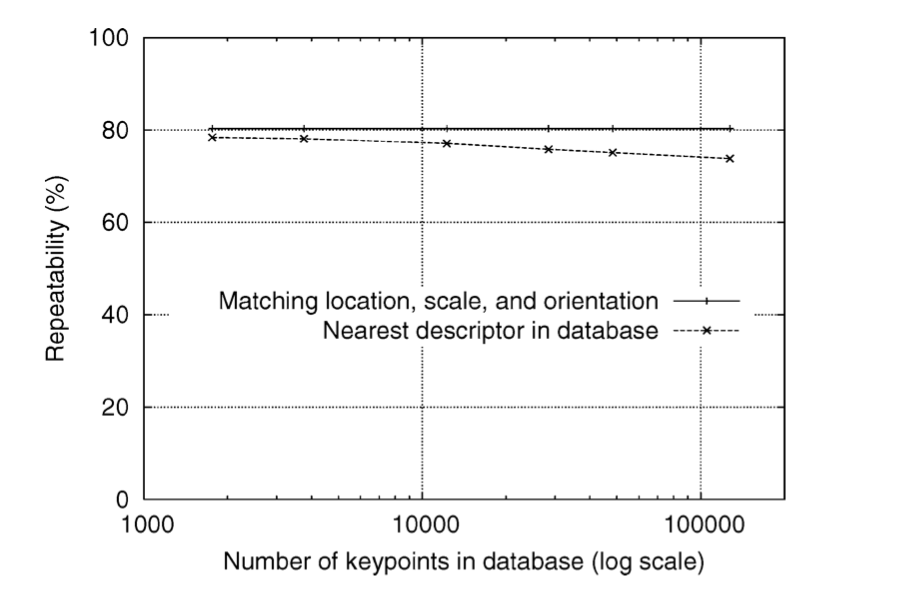 100
80
60
40
20
0
Repeatability (%)
Matching location, scale, and orientation
Nearest descriptor in database
1000 10000 100000
Number of keypoints in database (log scale)